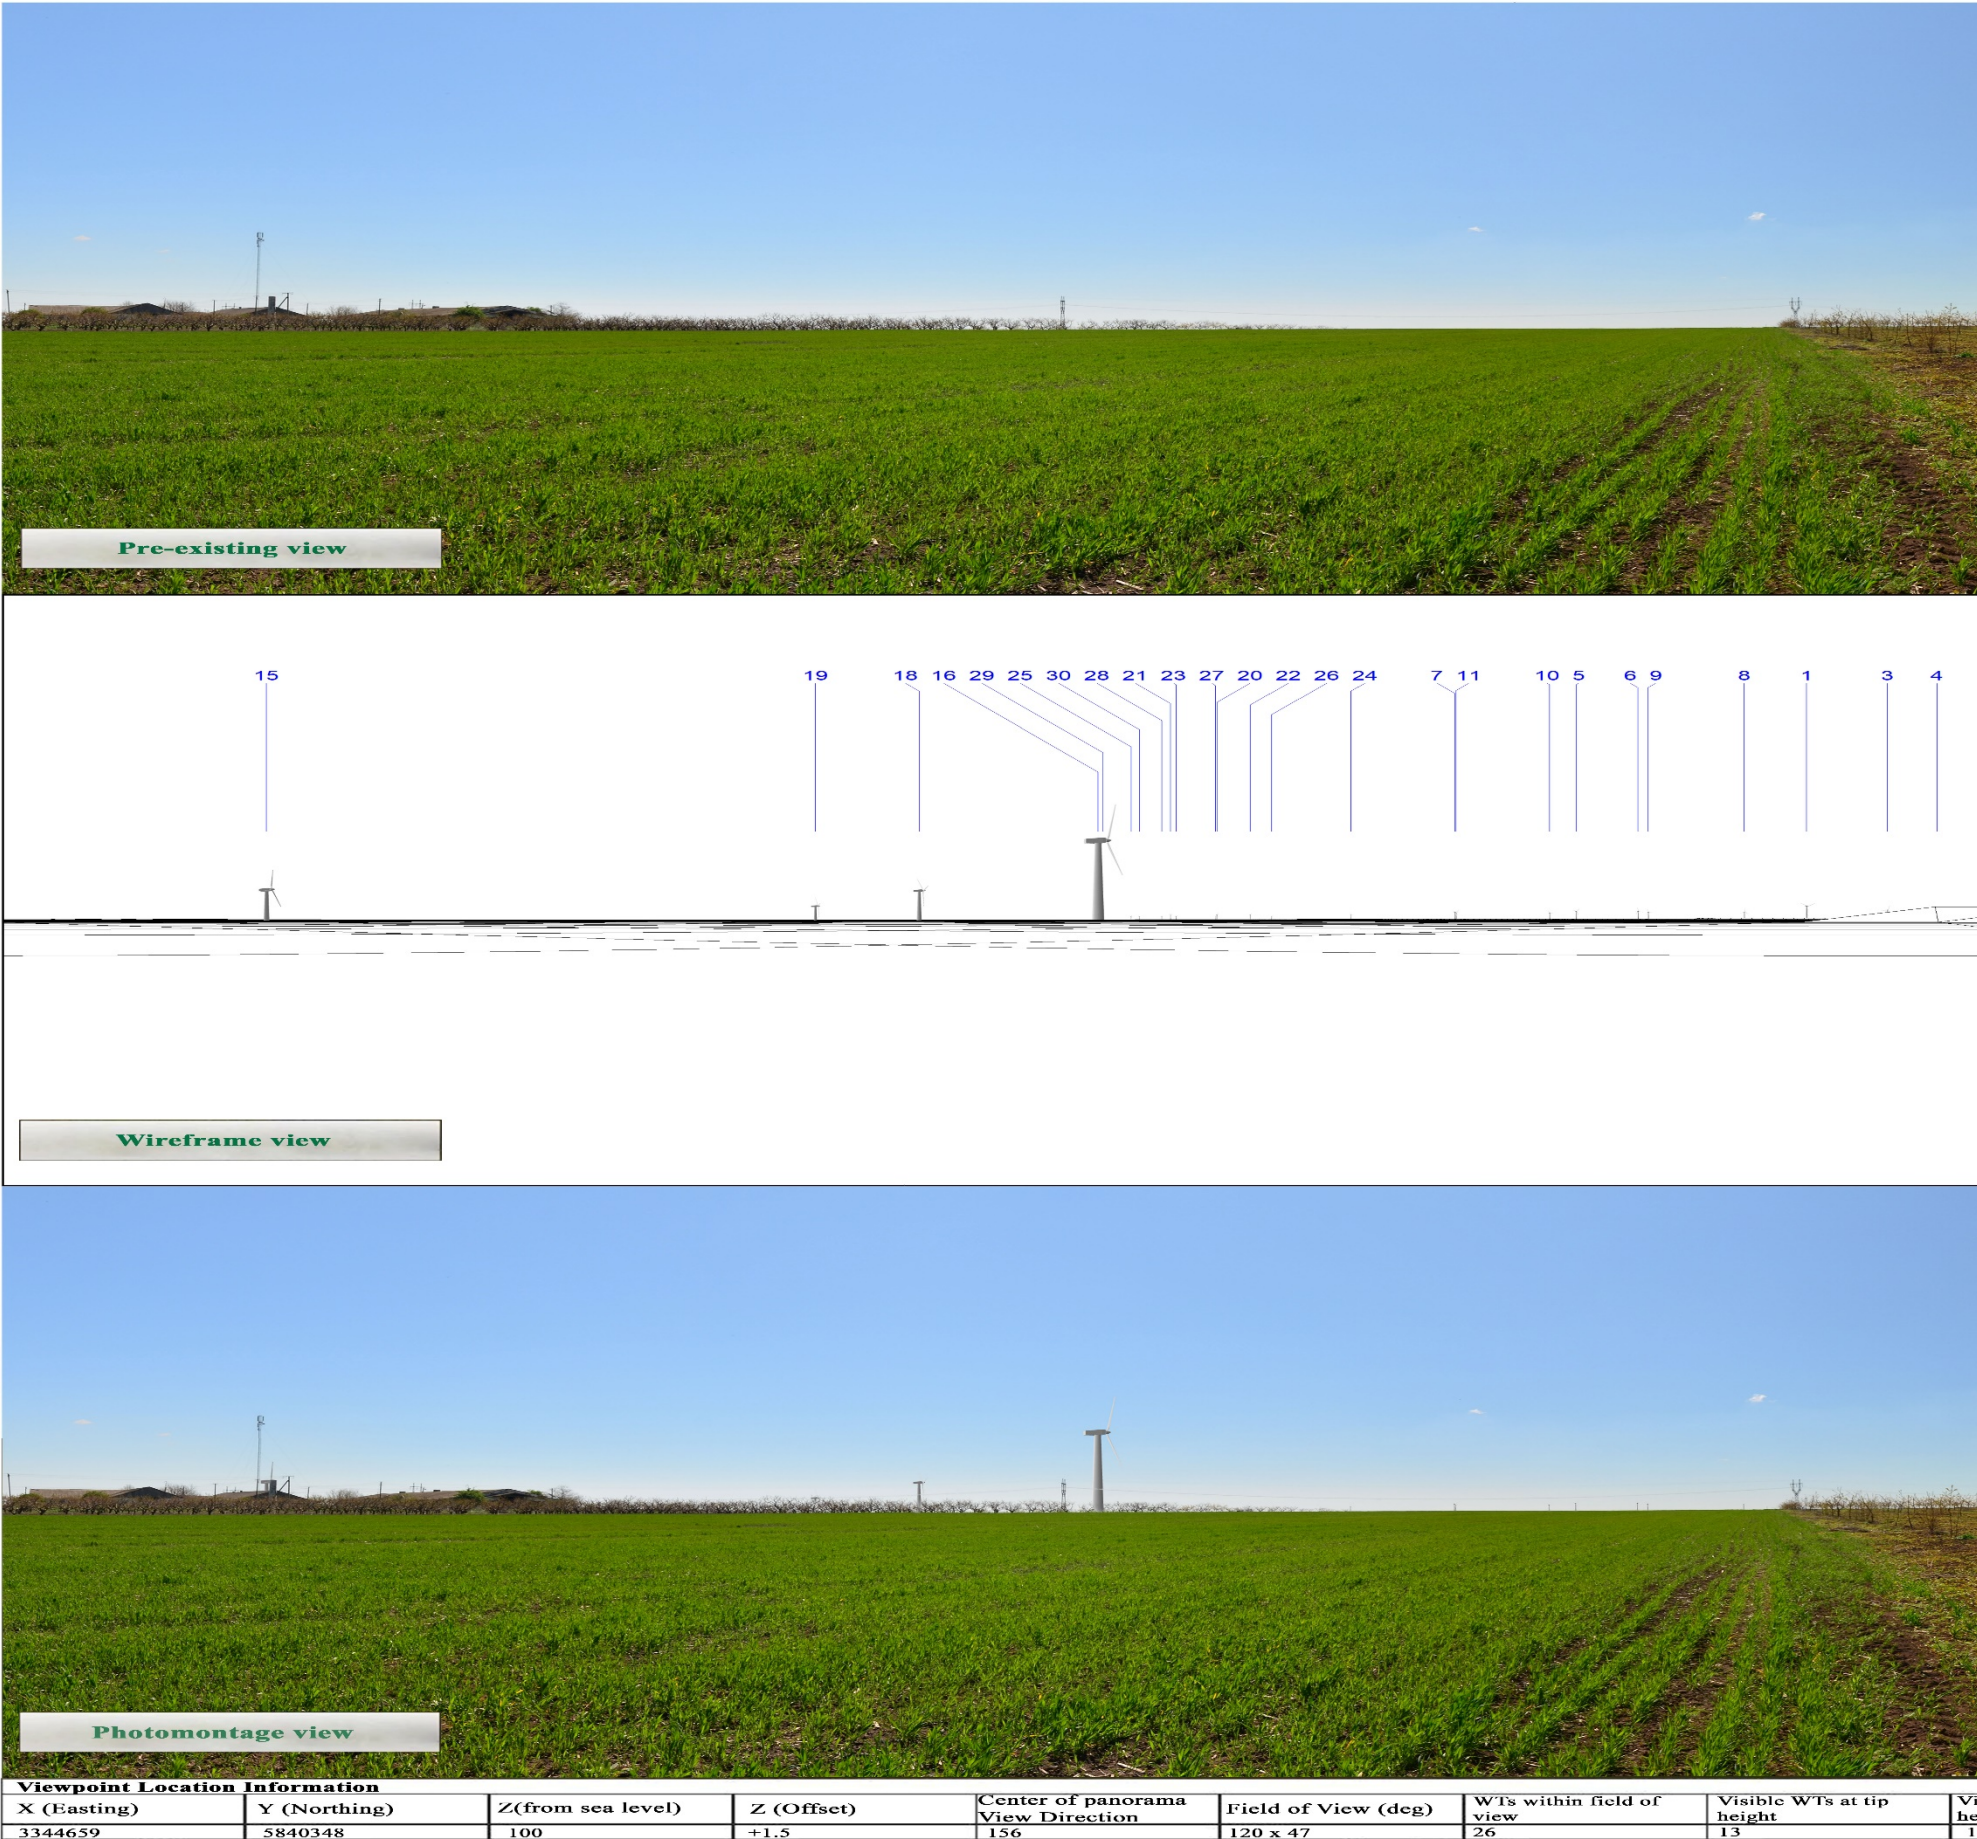 Pre-existing view
15 19 18 16 29 25 30 28 21 23 27 20 22 26 24 7 11 10 5 6 9 8 1 3 4
Wireframe view
Photomontage view
Viewpoint Location Information
X (Easting) Y (Northing) Z(from sea level) Z (Offset) Center of panorama View Direction Field of View (deg) WTs within field of view Visible WTs at tip height
3344659 5840348 100 +1.5 156 120 x 47 26 13